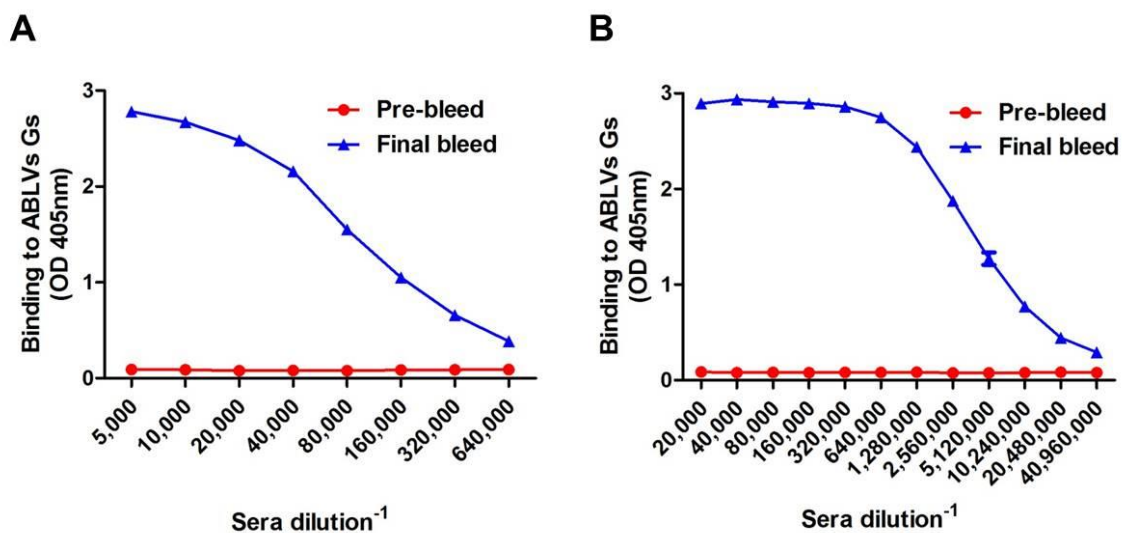 A
Binding to ABLVs Gs
(OD 405nm)
3
2
1
0
Pre-bleed
Final bleed
5,000
10,000
20,000
40,000
80,000
160,000
320,000
640,000
Sera dilution-1
B
Binding to ABLVs Gs
(OD 405nm)
3
2
1
0
Pre-bleed
Final bleed
20,000
40,000
80,000
160,000
320,000
640,000
1,280,000
2,560,000
5,120,000
10,240,000
20,480,000
40,960,000
Sera dilution-1